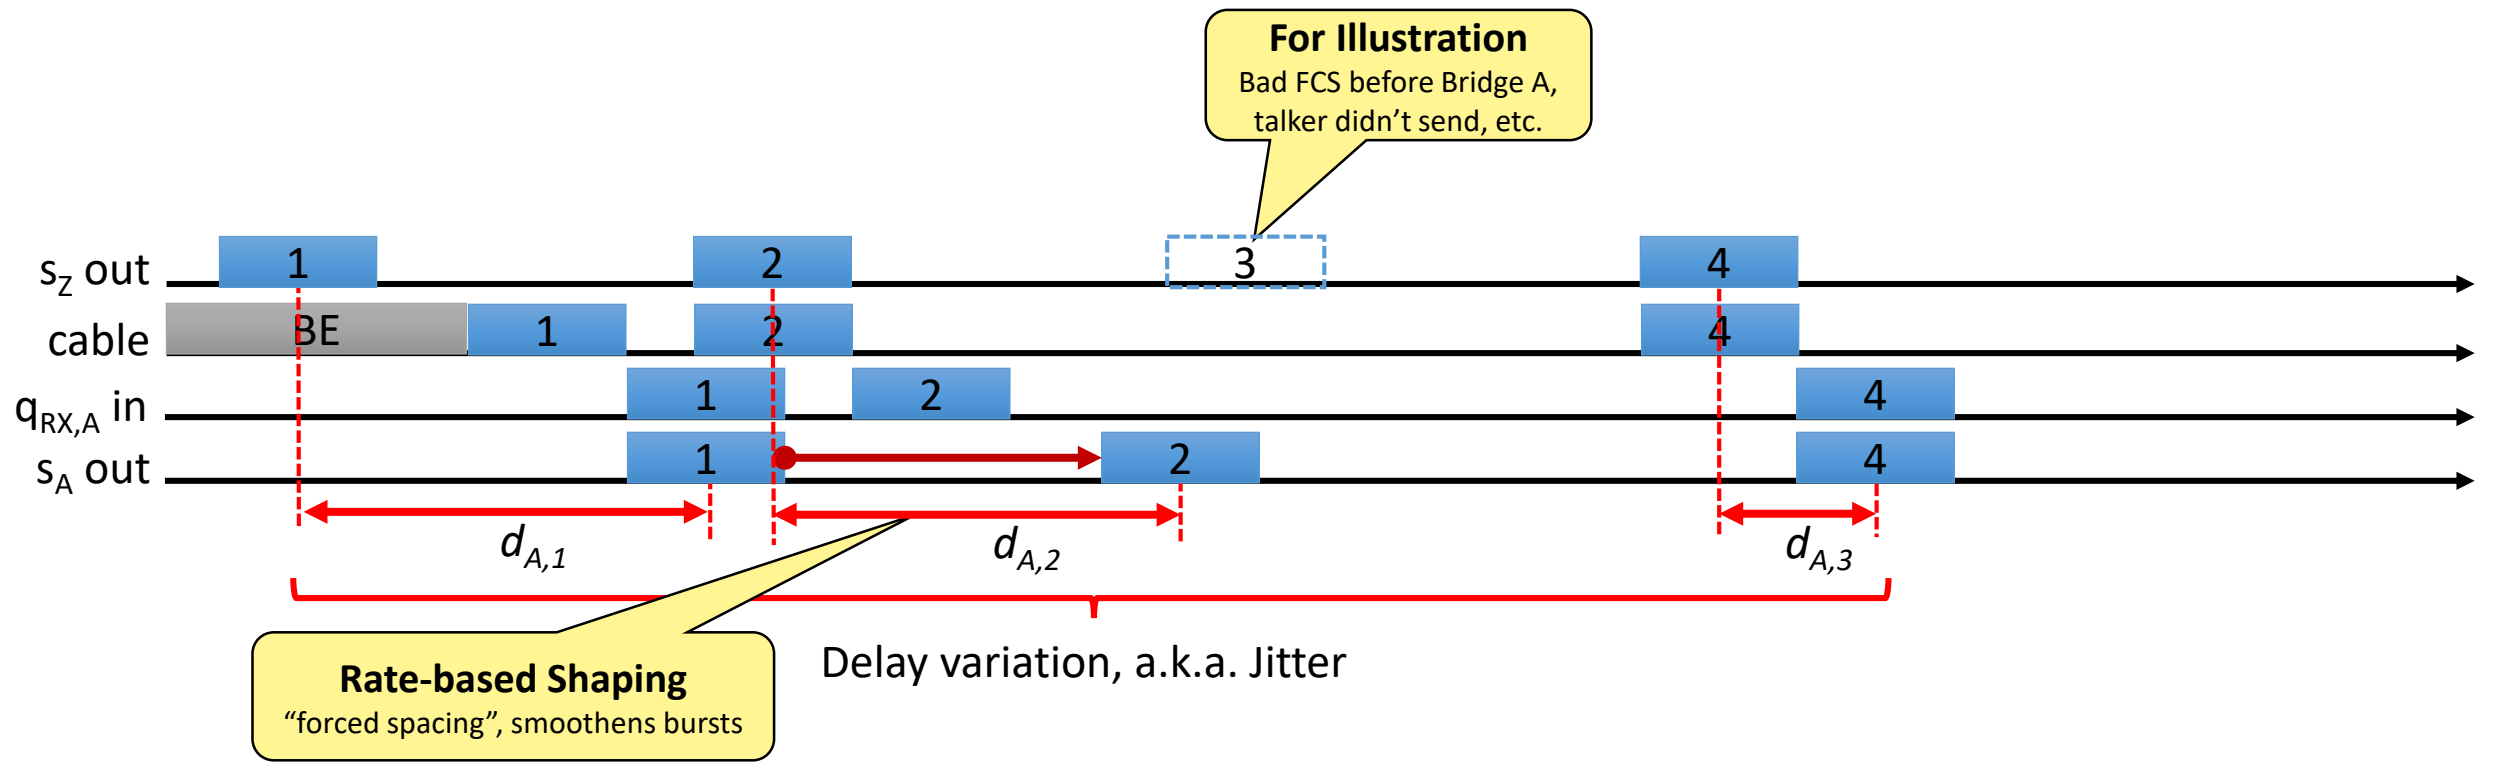 For Illustration
Bad FCS before Bridge A,
talker didn’t send, etc.
sZ out 1 2 3 4
cable BE 1 2 4
qRX,A in 1 2 4
sA out 1 2 4
dA,1 dA,2 dA,3
Delay variation, a.k.a. Jitter
Rate-based Shaping
“forced spacing”, smoothens bursts